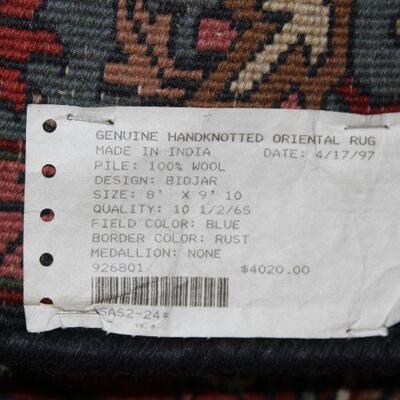 GENUINE HANDKNOTTED ORIENTAL RUG
MADE IN INDIA DATE: 4/17/97
PILE: 100% WOOL
DESIGN: BIDJAR
SIZE: 8' X 9' 10
QUALITY: 10 1/2/65
FIELD COLOR: BLUE
BORDER COLOR: RUST
MEDALLION: NONE
926801 $4020.00
SAS2-24*